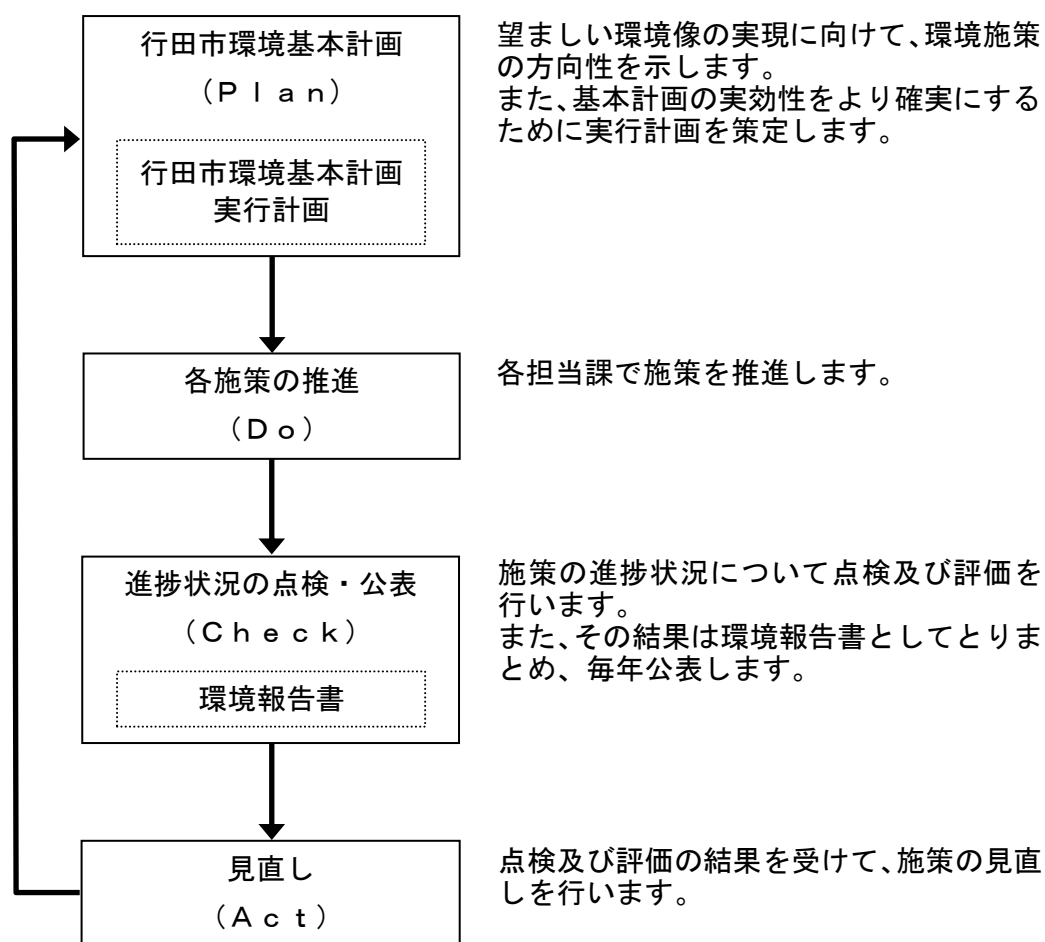 行田市環境基本計画
（Ｐｌａｎ）
行田市環境基本計画
実行計画
望ましい環境像の実現に向けて、環境施策
の方向性を示します。
また、基本計画の実効性をより確実にする
ために実行計画を策定します。
各施策の推進
（Ｄｏ）
各担当課で施策を推進します。
進捗状況の点検・公表
（Ｃｈｅｃｋ）
環境報告書
施策の進捗状況について点検及び評価を
行います。
また、その結果は環境報告書としてとりま
とめ、毎年公表します。
見直し
（Ａｃｔ）
点検及び評価の結果を受けて、施策の見直
しを行います。